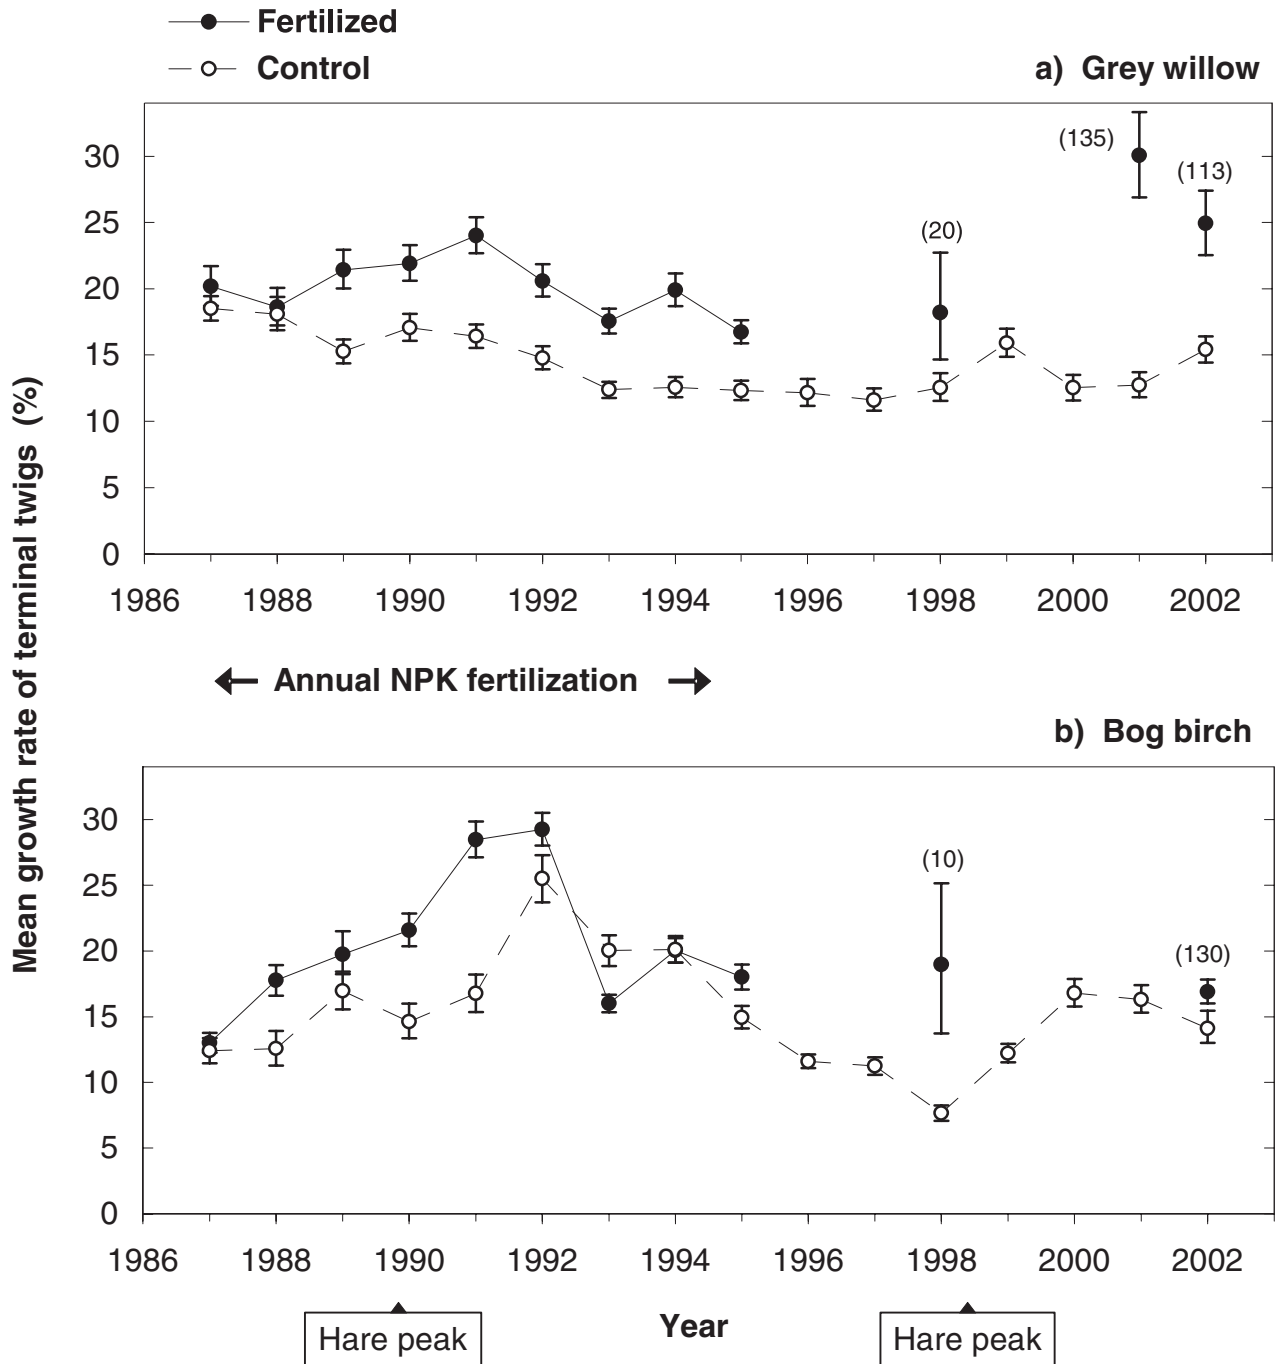 Fertilized
Control
a) Grey willow
Mean growth rate of terminal twigs (%)
30
25
20
15
10
5
0
(135)
(113)
(20)
1986 1988 1990 1992 1994 1996 1998 2000 2002
Annual NPK fertilization
b) Bog birch
30
25
20
15
10
5
0
(10)
(130)
1986 1988 1990 1992 1994 1996 1998 2000 2002
Year
Hare peak
Hare peak